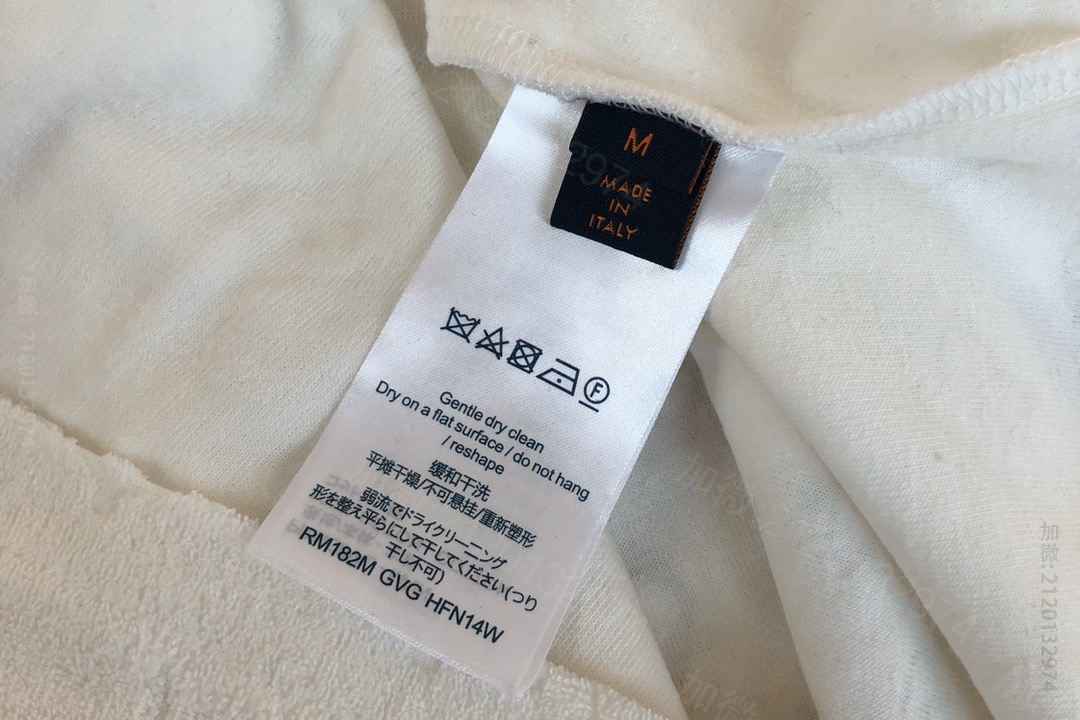 M
MADE
IN
ITALY
Gentle dry clean
Dry on a flat surface / do not hang
/ reshape
缓和干洗
平摊干燥/不可悬挂/重新塑形
弱流でドライクリーニング
形を整え平らにして干してください(つり
干し不可)
RM182M GVG HFN14W
F
加微:2120132974